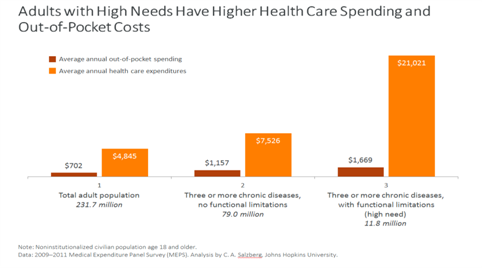 Adults with High Needs Have Higher Health Care Spending and
Out-of-Pocket Costs
Average annual out-of-pocket spending
Average annual health care expenditures
$21,021
$7,526
$4,845
$702
$1,157
$1,669
1
2
3
Total adult population
231.7 million
Three or more chronic diseases,
no functional limitations
79.0 million
Three or more chronic diseases,
with functional limitations
(high need)
11.8 million
Note: Noninstitutionalized civilian population age 18 and older.
Data: 2009–2011 Medical Expenditure Panel Survey (MEPS). Analysis by C. A. Salzberg, Johns Hopkins University.